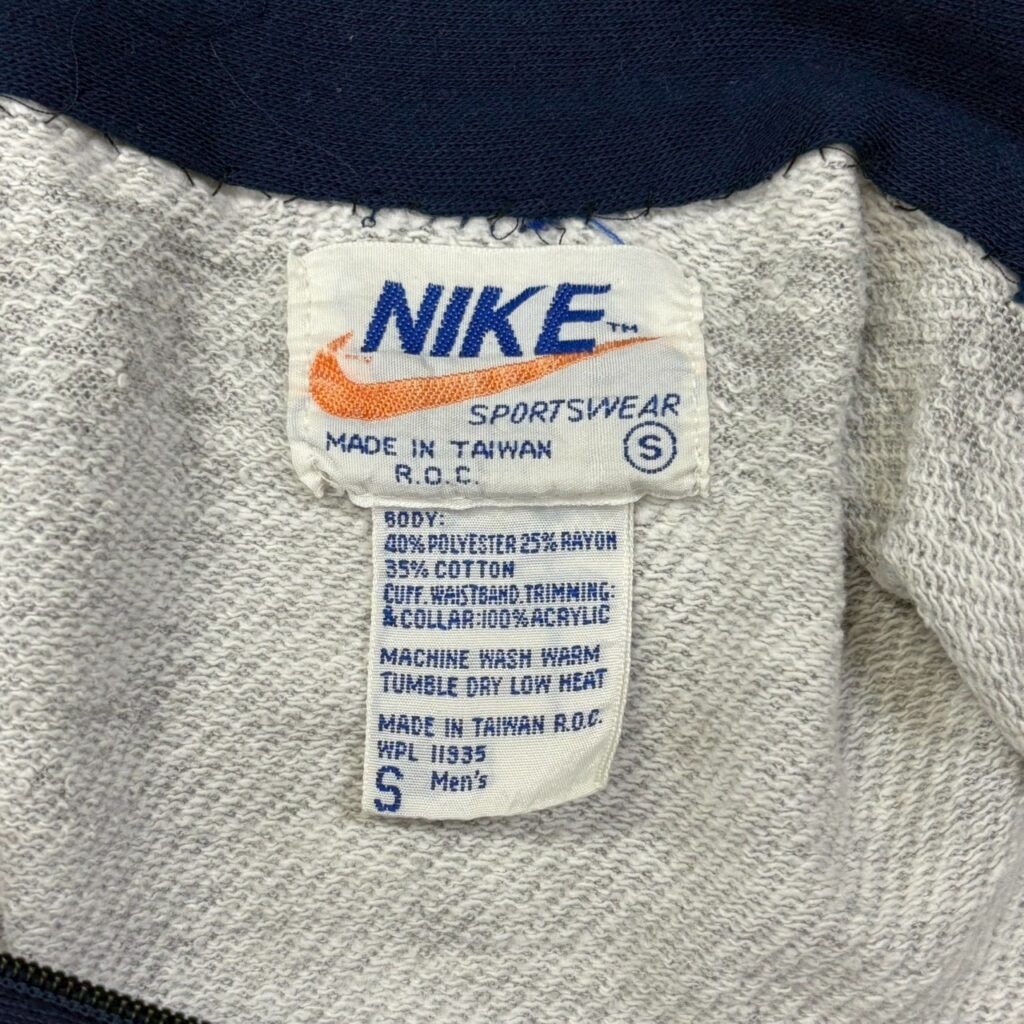 NIKE™
SPORTSWEAR
MADE IN TAIWAN
R.O.C.
S
BODY:
40% POLYESTER 25% RAYON
35% COTTON
CUFF, WAISTBAND, TRIMMING:
& COLLAR: 100% ACRYLIC
MACHINE WASH WARM
TUMBLE DRY LOW HEAT
MADE IN TAIWAN R.O.C.
WPL 11935
S Men's